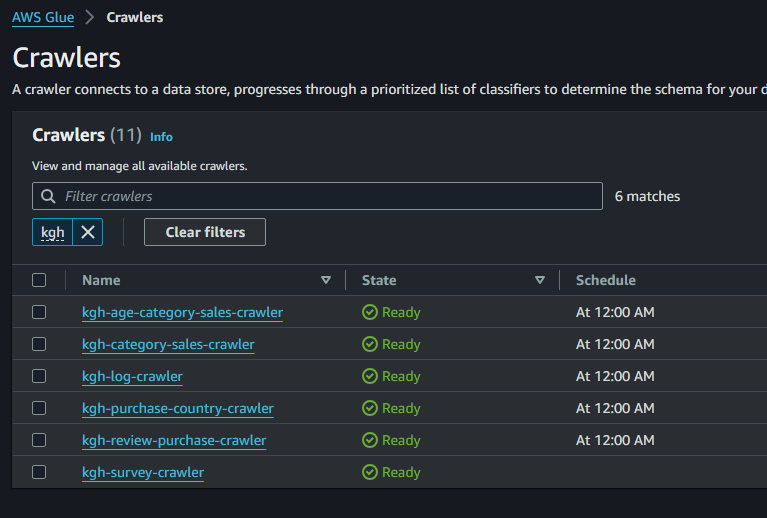 AWS Glue > Crawlers
Crawlers
A crawler connects to a data store, progresses through a prioritized list of classifiers to determine the schema for your
Crawlers (11) Info
View and manage all available crawlers.
Filter crawlers 6 matches
kgh Clear filters
Name State Schedule
kgh-age-category-sales-crawler Ready At 12:00 AM
kgh-category-sales-crawler Ready At 12:00 AM
kgh-log-crawler Ready At 12:00 AM
kgh-purchase-country-crawler Ready At 12:00 AM
kgh-review-purchase-crawler Ready At 12:00 AM
kgh-survey-crawler Ready